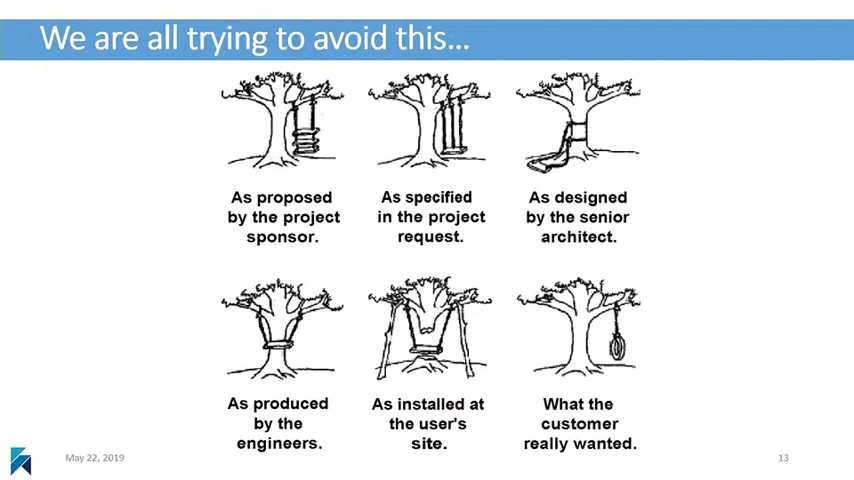 We are all trying to avoid this...
As proposed
by the project
sponsor.
As specified
in the project
request.
As designed
by the senior
architect.
As produced
by the
engineers.
As installed at
the user's
site.
What the
customer
really wanted.
May 22, 2019
13